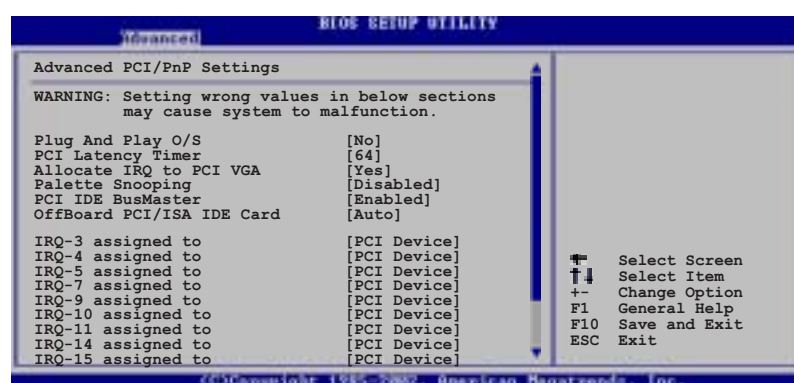 BIOS SETUP UTILITY
Advanced
Advanced PCI/PnP Settings
WARNING: Setting wrong values in below sections
may cause system to malfunction.
Plug And Play O/S [No]
PCI Latency Timer [64]
Allocate IRQ to PCI VGA [Yes]
Palette Snooping [Disabled]
PCI IDE BusMaster [Enabled]
OffBoard PCI/ISA IDE Card [Auto]
IRQ-3 assigned to [PCI Device]
IRQ-4 assigned to [PCI Device]
IRQ-5 assigned to [PCI Device]
IRQ-7 assigned to [PCI Device]
IRQ-9 assigned to [PCI Device]
IRQ-10 assigned to [PCI Device]
IRQ-11 assigned to [PCI Device]
IRQ-14 assigned to [PCI Device]
IRQ-15 assigned to [PCI Device]
Select Screen
Select Item
+- Change Option
F1 General Help
F10 Save and Exit
ESC Exit
(C)Copyright 1985-2002, American Megatrends, Inc